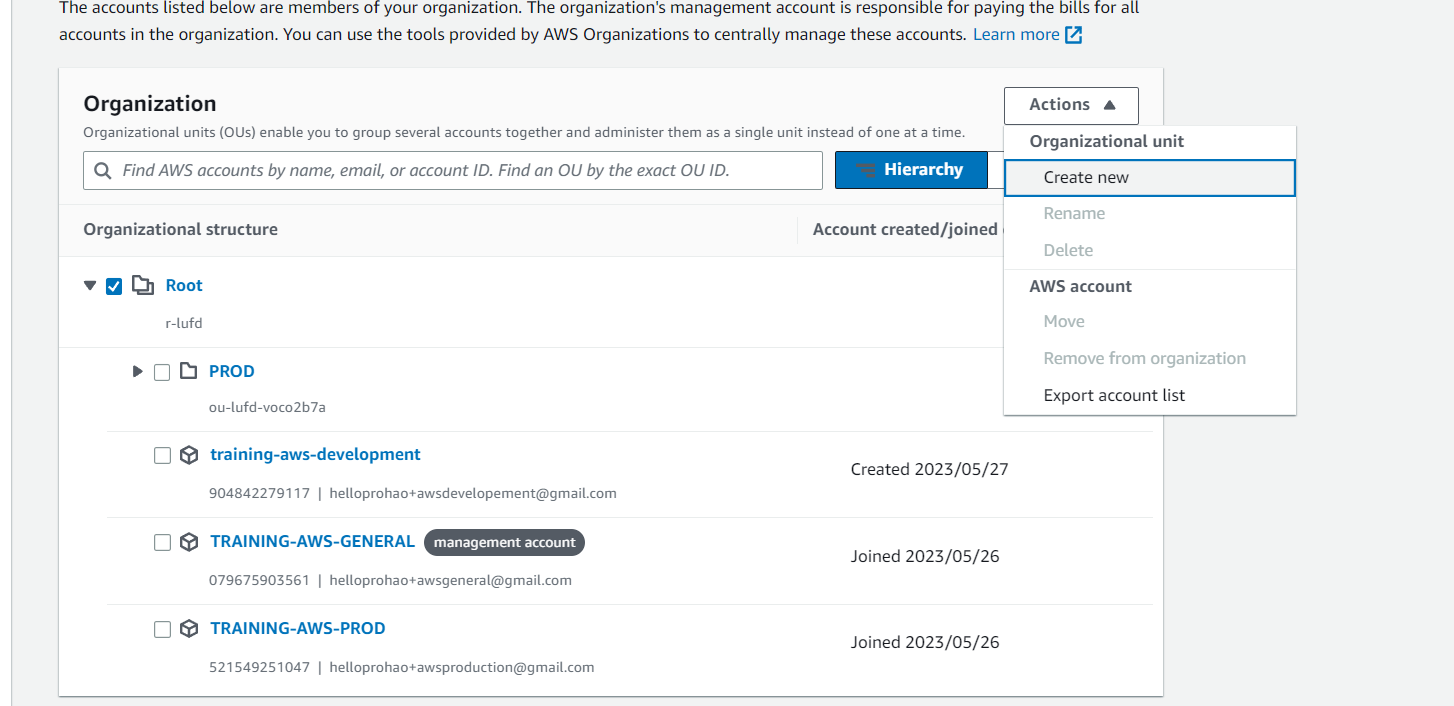 The accounts listed below are members of your organization. The organization's management account is responsible for paying the bills for all
accounts in the organization. You can use the tools provided by AWS Organizations to centrally manage these accounts. Learn more
Organization
Actions
Organizational units (OUs) enable you to group several accounts together and administer them as a single unit instead of one at a time.
Organizational unit
Find AWS accounts by name, email, or account ID. Find an OU by the exact OU ID.
Hierarchy
Create new
Rename
Delete
Organizational structure
Account created/joined
AWS account
Move
Remove from organization
Export account list
Root
r-lufd
PROD
ou-lufd-voco2b7a
training-aws-development
904842279117 | helloprohao+awsdevelopement@gmail.com
Created 2023/05/27
TRAINING-AWS-GENERAL management account
079675903561 | helloprohao+awsgeneral@gmail.com
Joined 2023/05/26
TRAINING-AWS-PROD
521549251047 | helloprohao+awsproduction@gmail.com
Joined 2023/05/26